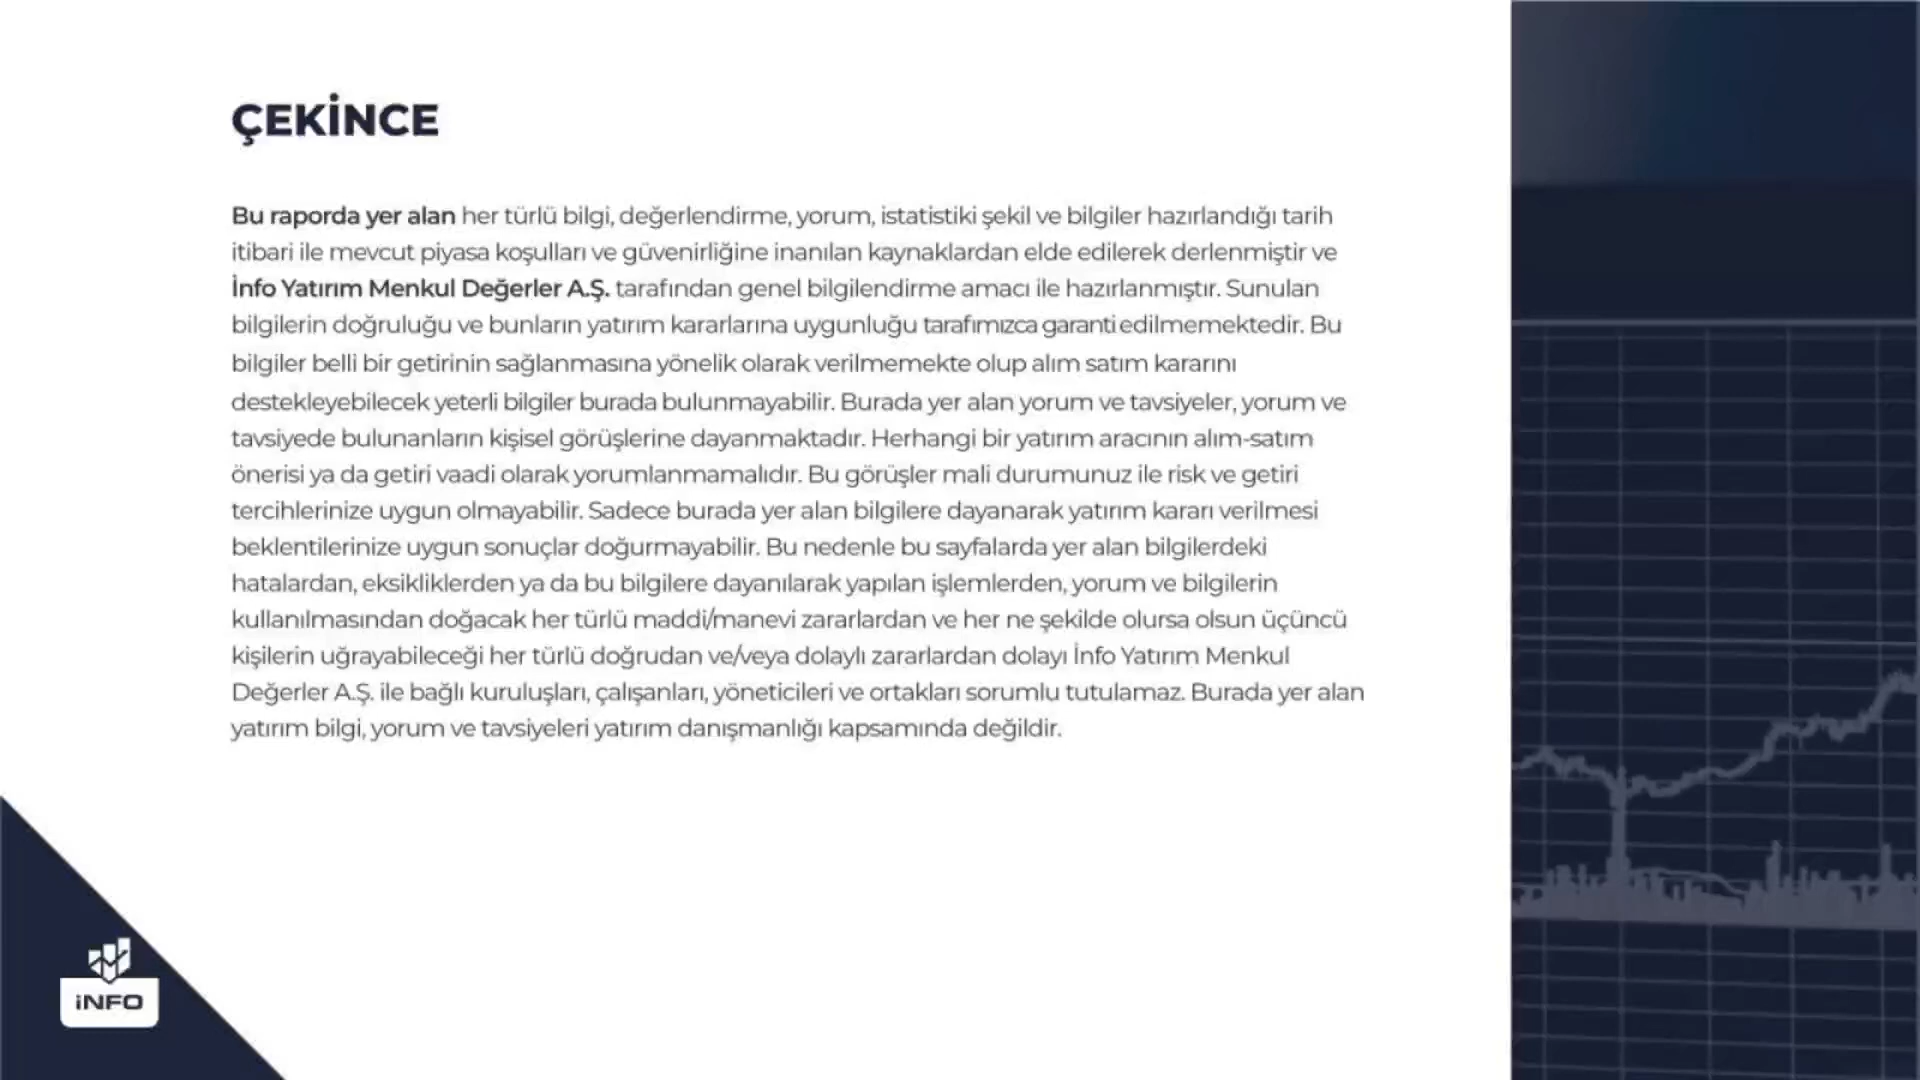 ÇEKİNCE
Bu raporda yer alan her türlü bilgi, değerlendirme, yorum, istatistiki şekil ve bilgiler hazırlandığı tarih
itibari ile mevcut piyasa koşulları ve güvenirliğine inanılan kaynaklardan elde edilerek derlenmiştir ve
İnfo Yatırım Menkul Değerler A.Ş. tarafından genel bilgilendirme amacı ile hazırlanmıştır. Sunulan
bilgilerin doğruluğu ve bunların yatırım kararlarına uygunluğu tarafımızca garanti edilmemektedir. Bu
bilgiler belli bir getirinin sağlanmasına yönelik olarak verilmemekte olup alım satım kararını
destekleyebilecek yeterli bilgiler burada bulunmayabilir. Burada yer alan yorum ve tavsiyeler, yorum ve
tavsiyede bulunanların kişisel görüşlerine dayanmaktadır. Herhangi bir yatırım aracının alım-satım
önerisi ya da getiri vaadi olarak yorumlanmamalıdır. Bu görüşler mali durumunuz ile risk ve getiri
tercihlerinize uygun olmayabilir. Sadece burada yer alan bilgilere dayanarak yatırım kararı verilmesi
beklentilerinize uygun sonuçlar doğurmayabilir. Bu nedenle bu sayfalarda yer alan bilgilerdeki
hatalardan, eksikliklerden ya da bu bilgilere dayanılarak yapılan işlemlerden, yorum ve bilgilerin
kullanılmasından doğacak her türlü maddi/manevi zararlardan ve her ne şekilde olursa olsun üçüncü
kişilerin uğrayabileceği her türlü doğrudan ve/veya dolaylı zararlardan dolayı İnfo Yatırım Menkul
Değerler A.Ş. ile bağlı kuruluşları, çalışanları, yöneticileri ve ortakları sorumlu tutulamaz. Burada yer alan
yatırım bilgi, yorum ve tavsiyeleri yatırım danışmanlığı kapsamında değildir.
iNFO